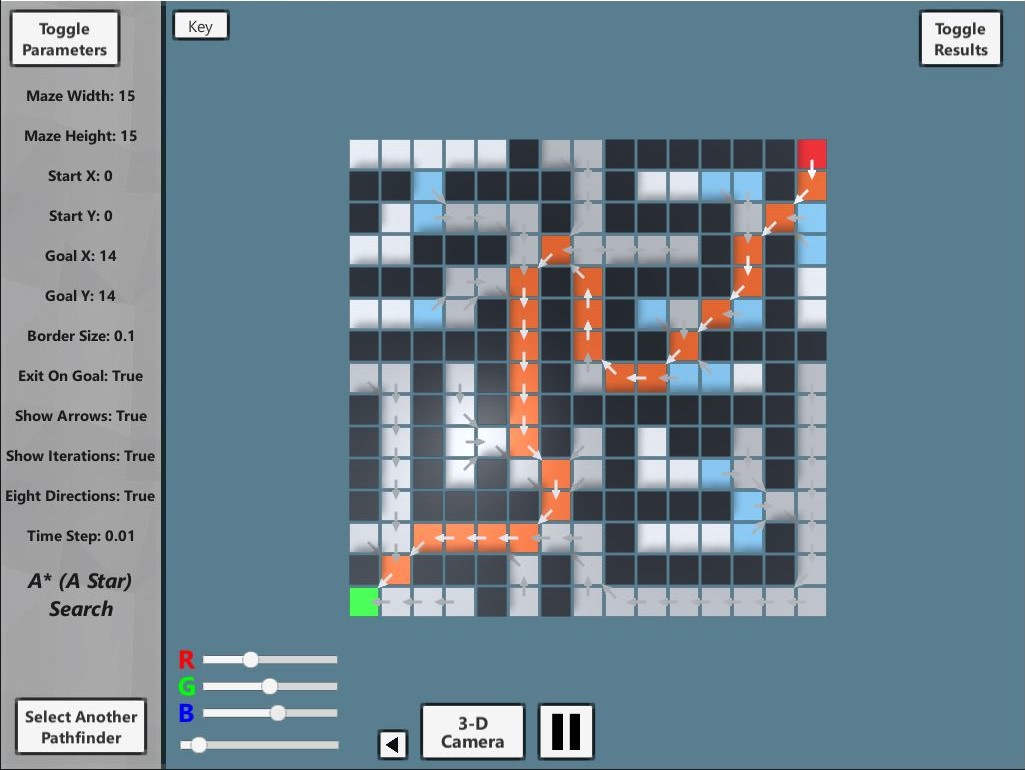 Toggle
Parameters
Key
Toggle
Results
Maze Width: 15
Maze Height: 15
Start X: 0
Start Y: 0
Goal X: 14
Goal Y: 14
Border Size: 0.1
Exit On Goal: True
Show Arrows: True
Show Iterations: True
Eight Directions: True
Time Step: 0.01
A* (A Star)
Search
R
G
B
Select Another
Pathfinder
3-D
Camera